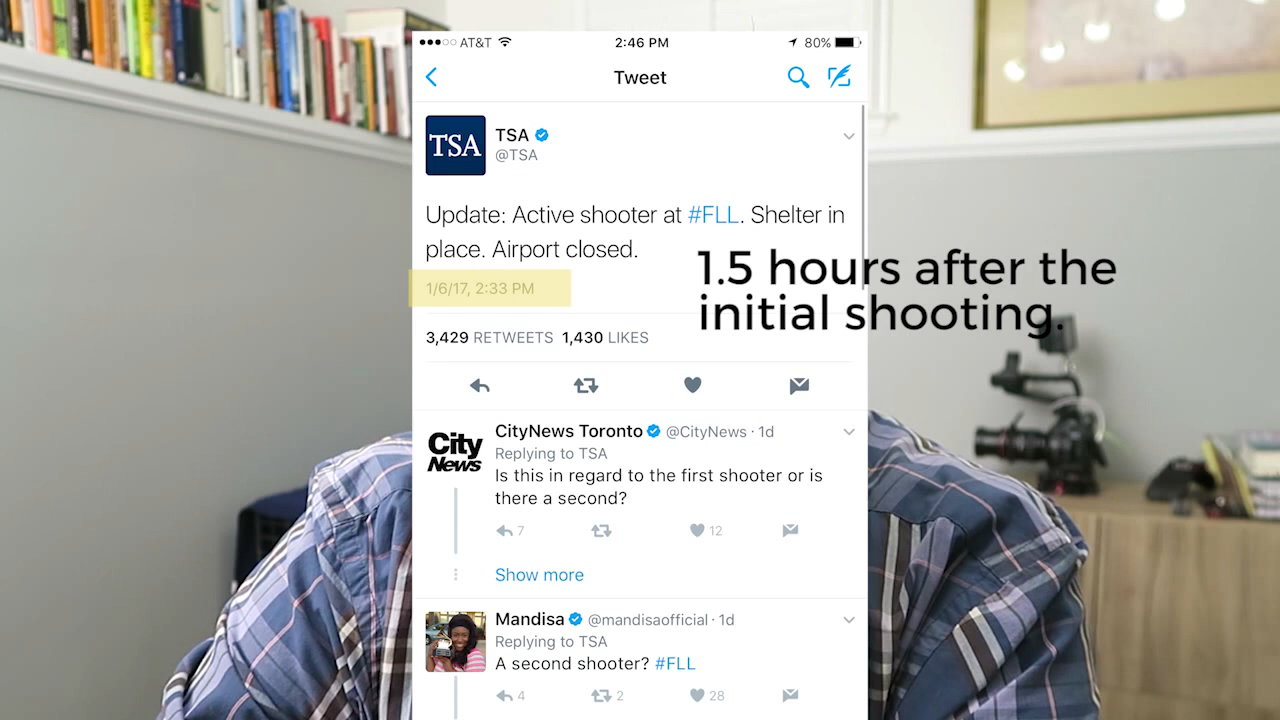 AT&T 2:46 PM 80%
Tweet
TSA
TSA
@TSA
Update: Active shooter at #FLL. Shelter in
place. Airport closed.
1/6/17, 2:33 PM
1.5 hours after the
initial shooting.
3,429 RETWEETS 1,430 LIKES
City
News
CityNews Toronto @CityNews · 1d
Replying to TSA
Is this in regard to the first shooter or is
there a second?
7 12
Show more
Mandisa @mandisaofficial · 1d
Replying to TSA
A second shooter? #FLL
4 2 28